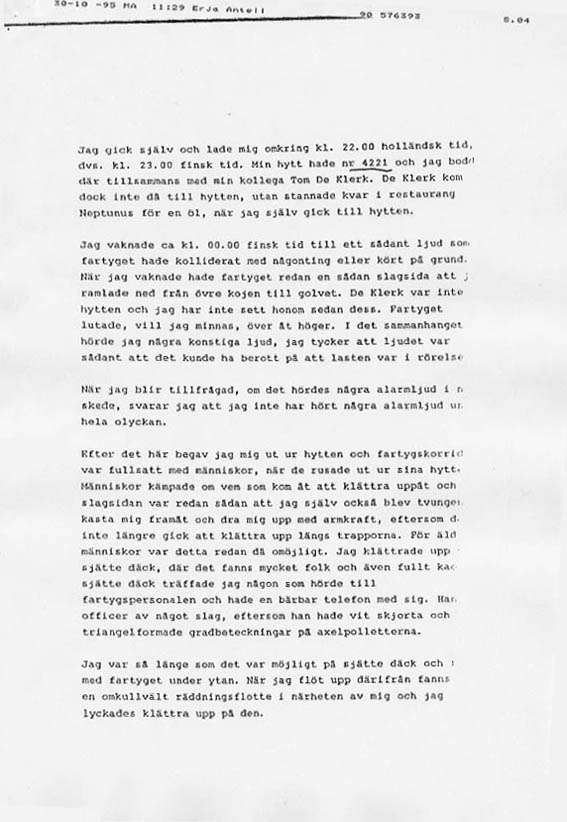 30-10 -95 MA 11:29 Erja Antell 90 576393 S.04
Jag gick själv och lade mig omkring kl. 22.00 holländsk tid,
dvs. kl. 23.00 finsk tid. Min hytt hade nr 4221 och jag bodd
där tillsammans med min kollega Tom De Klerk. De Klerk kom
dock inte då till hytten, utan stannade kvar i restaurang
Neptunus för en öl, när jag själv gick till hytten.
Jag vaknade ca kl. 00.00 finsk tid till ett sådant ljud som
fartyget hade kolliderat med någonting eller kört på grund.
När jag vaknade hade fartyget redan en sådan slagsida att j
ramlade ned från övre kojen till golvet. De Klerk var inte
hytten och jag har inte sett honom sedan dess. Fartyget
lutade, vill jag minnas, över åt höger. I det sammanhanget
hörde jag några konstiga ljud, jag tycker att ljudet var
sådant att det kunde ha berott på att lasten var i rörelse
När jag blir tillfrågad, om det hördes några alarmljud i
skede, svarar jag att jag inte har hört några alarmljud un
hela olyckan.
Efter det här begav jag mig ut ur hytten och fartygskorrid
var fullsatt med människor, när de rusade ut ur sina hytt
Människor kämpade om vem som kom åt att klättra uppåt och
slagsidan var redan sådan att jag själv också blev tvungen
kasta mig framåt och dra mig upp med armkraft, eftersom d
inte längre gick att klättra upp längs trapporna. För äld
människor var detta redan då omöjligt. Jag klättrade upp
sjätte däck, där det fanns mycket folk och även fullt kao
sjätte däck träffade jag någon som hörde till
fartygspersonalen och hade en bärbar telefon med sig. Han
officer av något slag, eftersom han hade vit skjorta och
triangelformade gradbeteckningar på axelpolletterna.
Jag var så länge som det var möjligt på sjätte däck och
med fartyget under ytan. När jag flöt upp därifrån fanns
en omkullvält räddningsflotte i närheten av mig och jag
lyckades klättra upp på den.